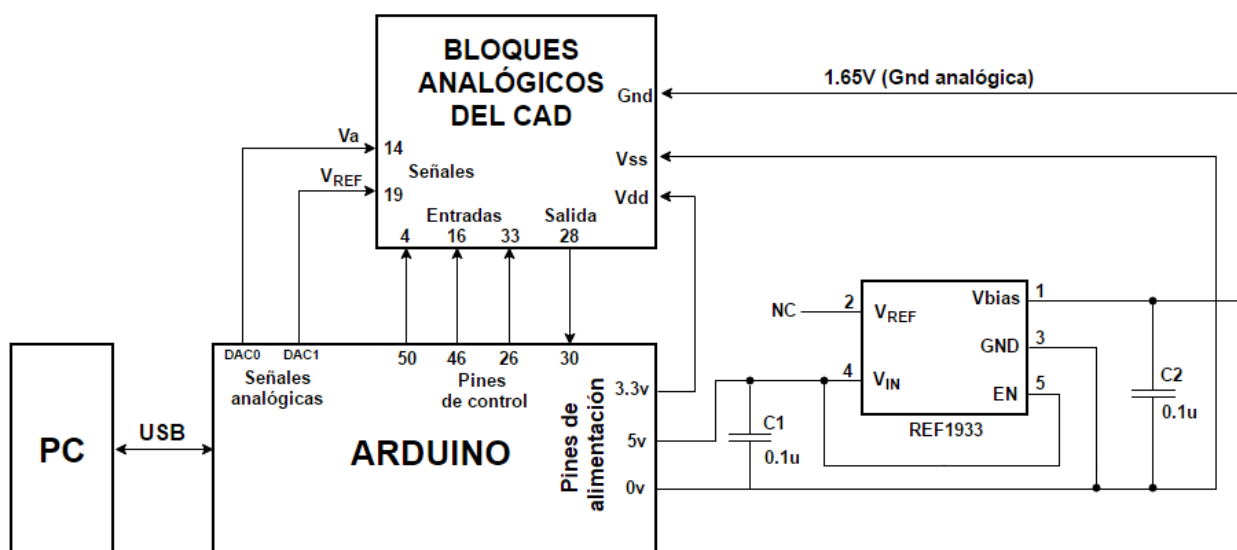 BLOQUES
ANALÓGICOS
DEL CAD
Gnd
1.65V (Gnd analógica)
Va
14
Señales
Vss
V_REF
19
Vdd
Entradas
Salida
4
16
33
28
NC
2
V_REF
Vbias
1
GND
3
4
V_IN
EN
5
REF1933
C2
0.1u
C1
0.1u
DAC0
DAC1
50
46
26
30
Señales
analógicas
Pines
de control
3.3v
5v
0v
Pines de
alimentación
PC
USB
ARDUINO